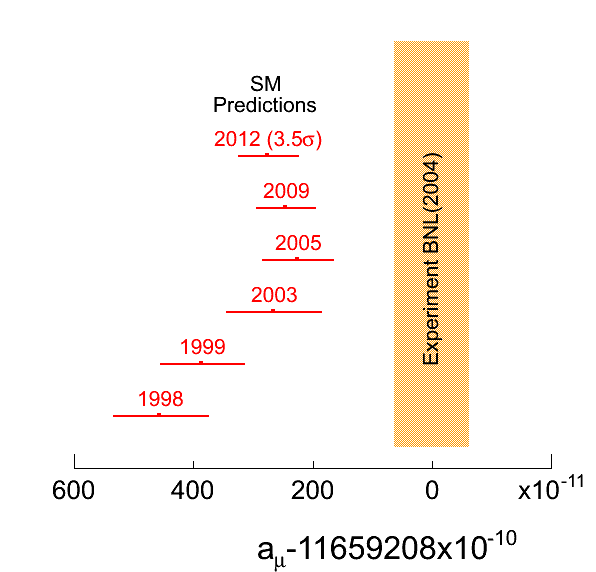 SM
Predictions
2012 (3.5σ)
2009
2005
2003
1999
1998
Experiment BNL(2004)
600 400 200 0 x10⁻¹¹
aμ-11659208x10⁻¹⁰